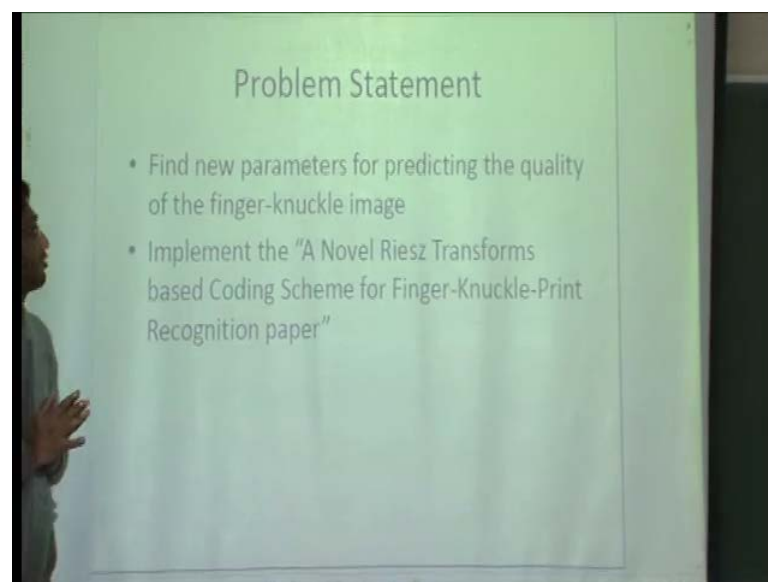 Problem Statement
• Find new parameters for predicting the quality
of the finger-knuckle image
• Implement the “A Novel Riesz Transforms
based Coding Scheme for Finger-Knuckle-Print
Recognition paper”